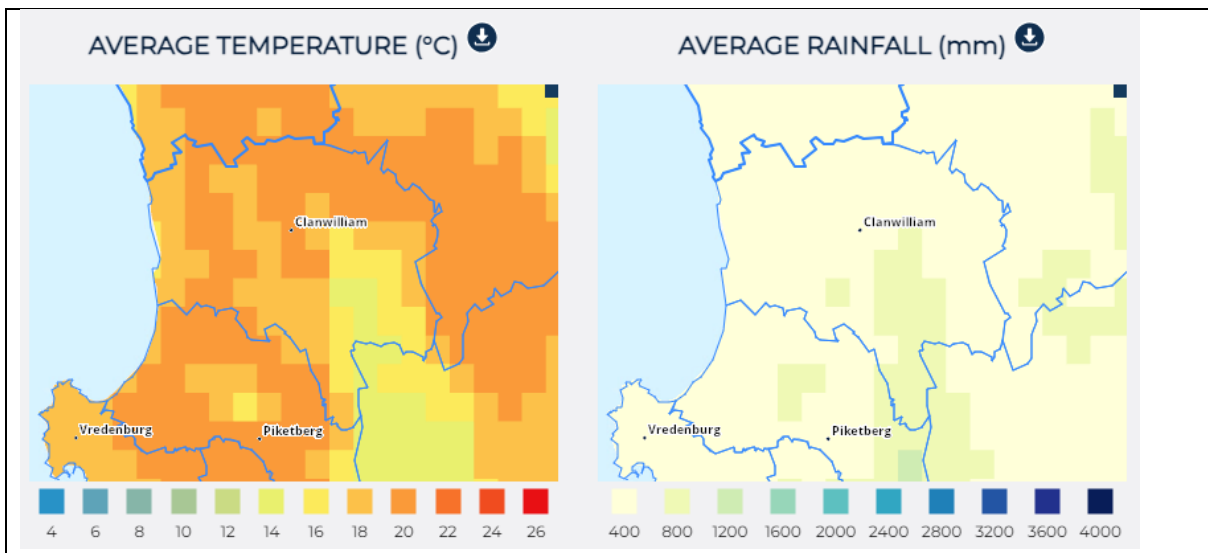 AVERAGE TEMPERATURE (°C)
AVERAGE RAINFALL (mm)
Clanwilliam
Vredenburg
Piketberg
Clanwilliam
Vredenburg
Piketberg
4 6 8 10 12 14 16 18 20 22 24 26
400 800 1200 1600 2000 2400 2800 3200 3600 4000